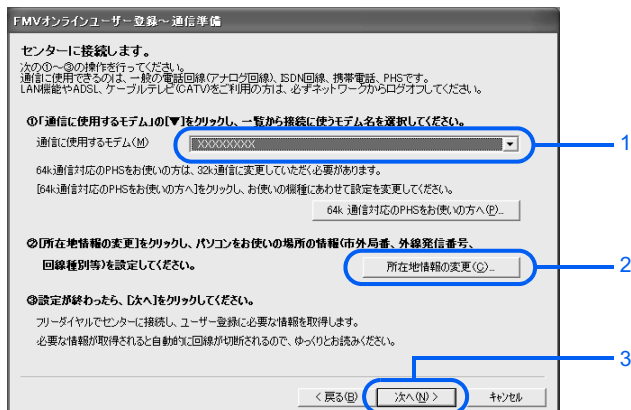 FMVオンラインユーザー登録～通信準備
センターに接続します。
次の①～③の操作を行ってください。
通信に使用できるのは、一般の電話回線(アナログ回線)、ISDN回線、携帯電話、PHSです。
LAN機能やADSL、ケーブルテレビ(CATV)をご利用の方は、必ずネットワークからログオフしてください。
①「通信に使用するモデム」の[▼]をクリックし、一覧から接続に使うモデム名を選択してください。
通信に使用するモデム(M)
XXXXXXXXX
1
64k通信対応のPHSをお使いの方は、32k通信に変更していただく必要があります。
[64k通信対応のPHSをお使いの方へ]をクリックし、お使いの機種にあわせて設定を変更してください。
64k 通信対応のPHSをお使いの方へ(P)...
②[所在地情報の変更]をクリックし、パソコンをお使いの場所の情報(市外局番、外線発信番号、
回線種別等)を設定してください。
所在地情報の変更(C)...
2
③設定が終わったら、[次へ]をクリックしてください。
フリーダイヤルでセンターに接続し、ユーザー登録に必要な情報を取得します。
必要な情報が取得されると自動的に回線が切断されるので、ゆっくりとお読みください。
3
< 戻る(B)
次へ(N) >
キャンセル